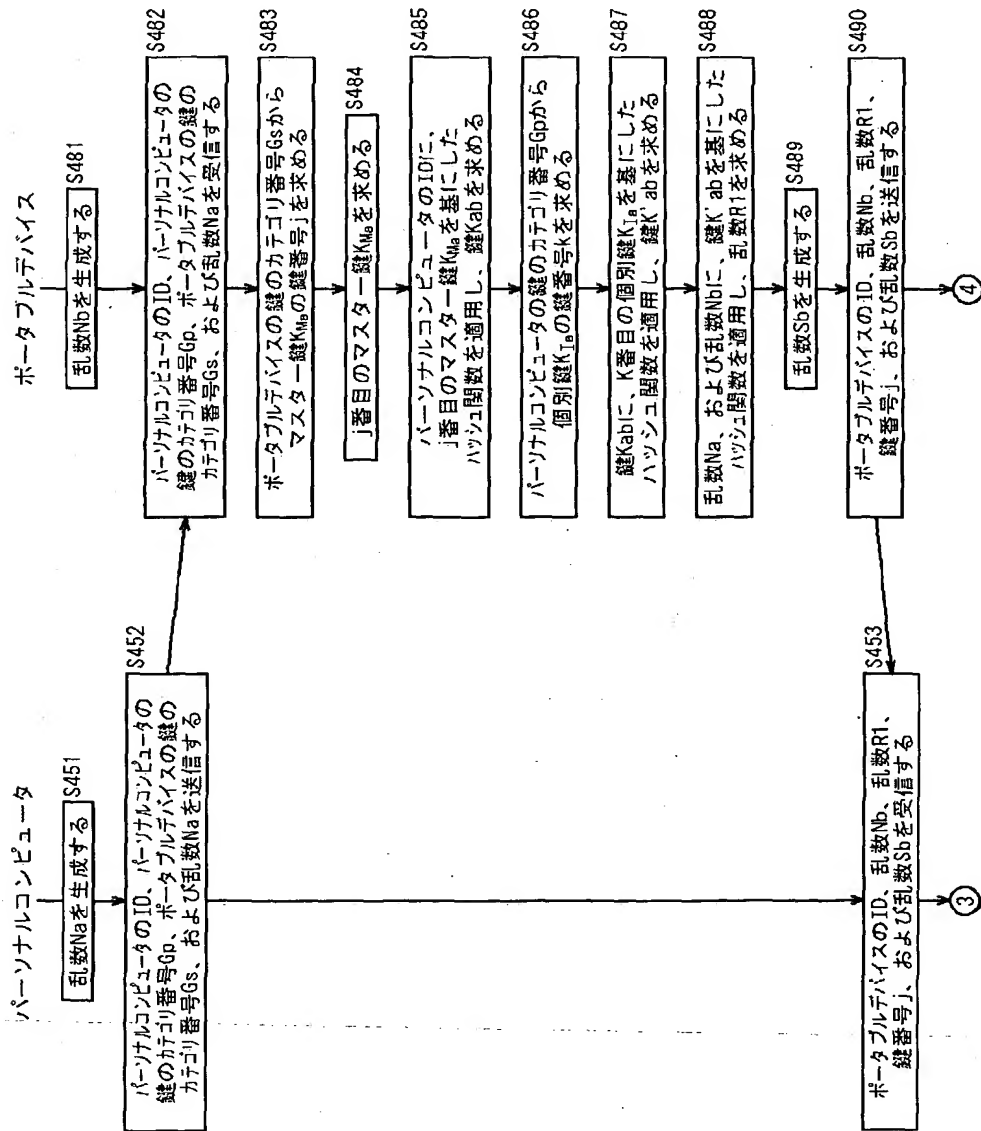 パーソナルコンピュータ
S451
乱数Naを生成する
S452
パーソナルコンピュータのID、パーソナルコンピュータの
鍵のカテゴリ番号Gp、ポータブルデバイスの鍵の
カテゴリ番号Gs、および乱数Naを送信する
S453
ポータブルデバイスのID、乱数Nb、乱数R1、
鍵番号j、および乱数Sbを受信する
③
ポータブルデバイス
S481
乱数Nbを生成する
S482
パーソナルコンピュータのID、パーソナルコンピュータの
鍵のカテゴリ番号Gp、ポータブルデバイスの鍵の
カテゴリ番号Gs、および乱数Naを受信する
S483
ポータブルデバイスの鍵のカテゴリ番号Gsから
マスター鍵KMaの鍵番号jを求める
S484
j番目のマスター鍵KMaを求める
S485
パーソナルコンピュータのIDに、
j番目のマスター鍵KMaを基にした
ハッシュ関数を適用し、鍵Kabを求める
S486
パーソナルコンピュータの鍵のカテゴリ番号Gpから
個別鍵KIaの鍵番号kを求める
S487
鍵Kabに、K番目の個別鍵KIaを基にした
ハッシュ関数を適用し、鍵K'abを求める
S488
乱数Na、および乱数Nbに、鍵K'abを基にした
ハッシュ関数を適用し、乱数R1を求める
S489
乱数Sbを生成する
S490
ポータブルデバイスのID、乱数Nb、乱数R1、
鍵番号j、および乱数Sbを送信する
④